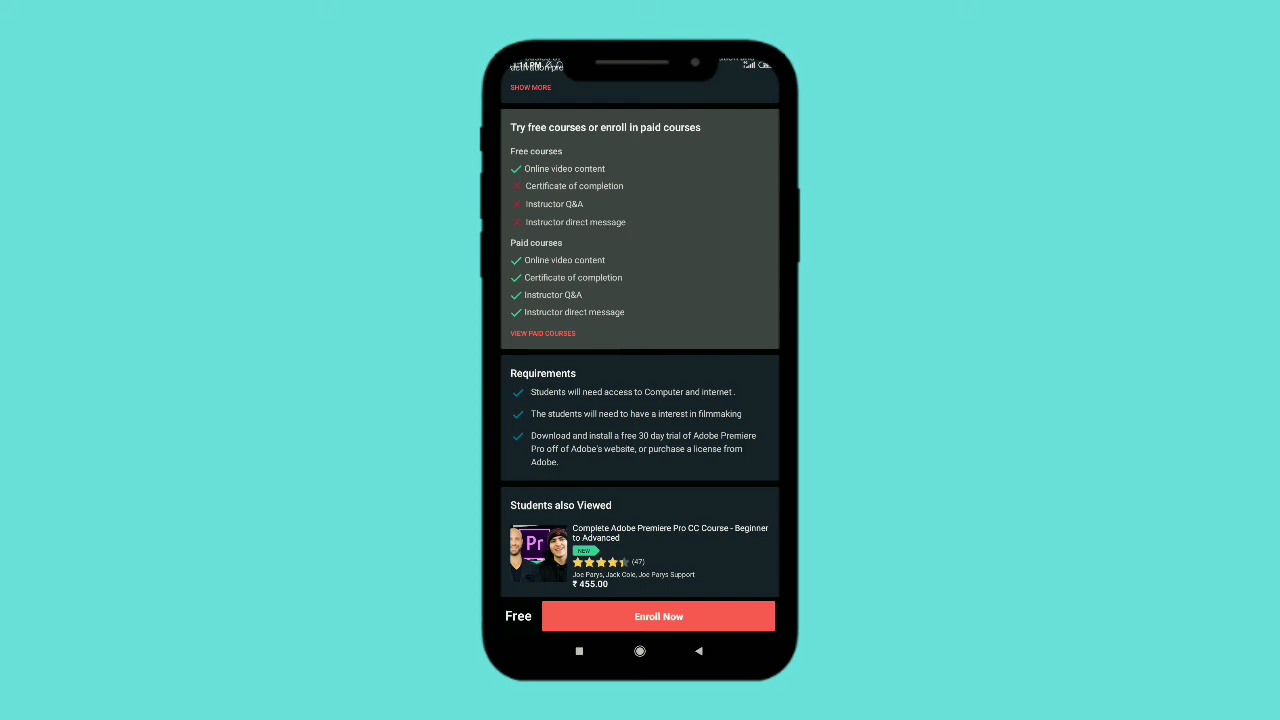 activation pre
SHOW MORE
Try free courses or enroll in paid courses
Free courses
Online video content
Certificate of completion
Instructor Q&A
Instructor direct message
Paid courses
Online video content
Certificate of completion
Instructor Q&A
Instructor direct message
VIEW PAID COURSES
Requirements
Students will need access to Computer and internet .
The students will need to have a interest in filmmaking
Download and install a free 30 day trial of Adobe Premiere
Pro off of Adobe's website, or purchase a license from
Adobe.
Students also Viewed
Pr
Complete Adobe Premiere Pro CC Course - Beginner
to Advanced
NEW
(47)
Joe Parys, Jack Cole, Joe Parys Support
₹ 455.00
Free
Enroll Now